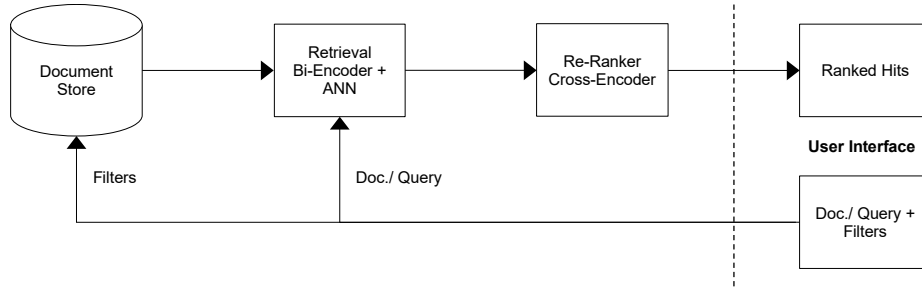 Document
Store
Retrieval
Bi-Encoder +
ANN
Re-Ranker
Cross-Encoder
Ranked Hits
User Interface
Filters
Doc./ Query
Doc./ Query +
Filters